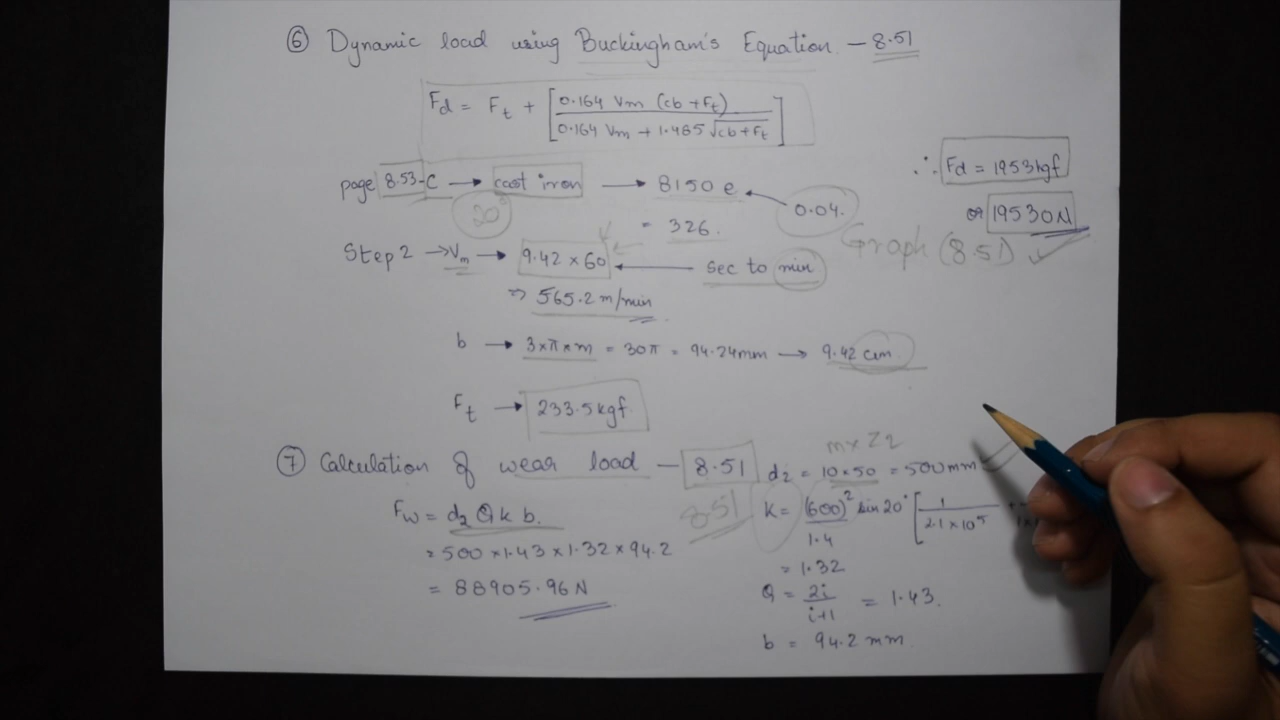 ⑥ Dynamic load using Buckingham's Equation. - 8.51
Fd = Ft + [0.164 Vm (cb + Ft) / 0.164 Vm + 1.485 √cb + Ft]
page 8.53-C → cast iron → 8150 e ← 0.04.
20°
= 326.
∴ Fd = 1953 kgf
or 19530N
Graph (8.51) ✓
Step 2 → Vm → 9.42 × 60 ← sec to min
⇒ 565.2 m/min
b → 3×π×m = 30π = 94.24mm → 9.42 cm.
Ft → 233.5 kgf
⑦ Calculation of wear load - 8.51
Fw = d2 Q k b.
= 500 × 1.43 × 1.32 × 94.2
= 88905.96 N
8.51
m × Z2
d2 = 10×50 = 500mm
K = (600)² sin 20° [1 / 2.1 × 10⁵ +
1.4
= 1.32
Q = 2i / i+1 = 1.43.
b = 94.2 mm.